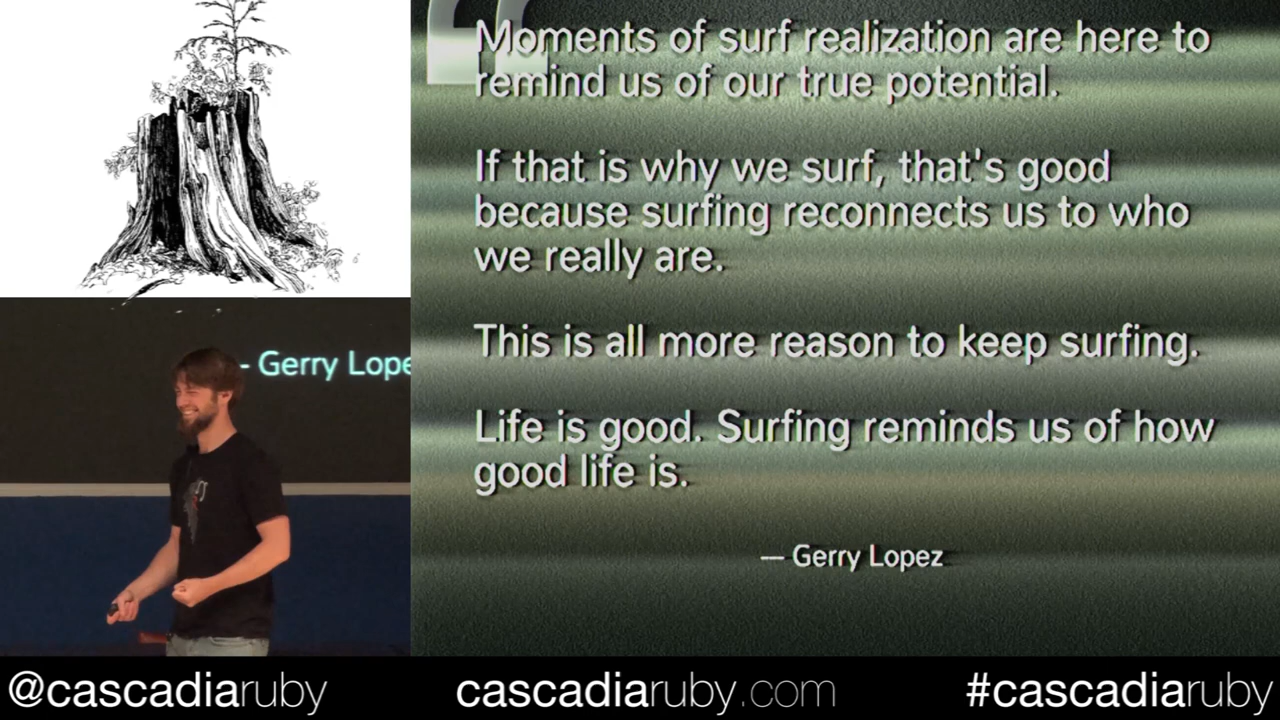 Moments of surf realization are here to
remind us of our true potential.
If that is why we surf, that's good
because surfing reconnects us to who
we really are.
This is all more reason to keep surfing.
Life is good. Surfing reminds us of how
good life is.
— Gerry Lopez
- Gerry Lope
@cascadiaruby
cascadiaruby.com
#cascadiaruby